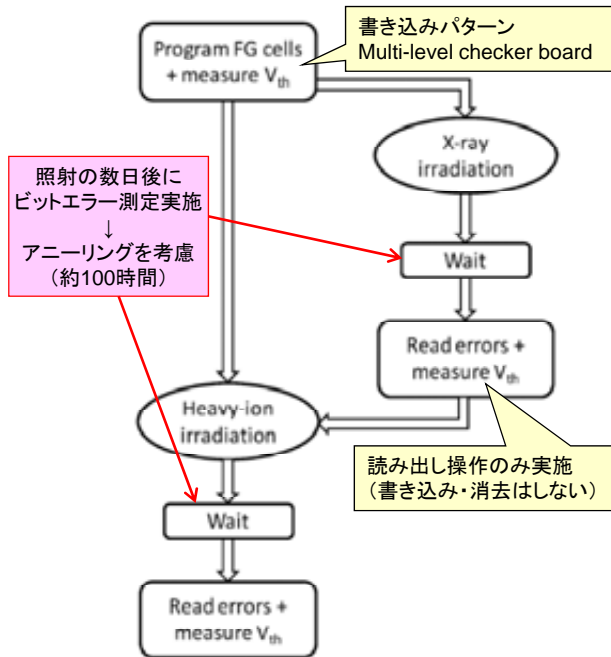 書き込みパターン
Multi-level checker board
Program FG cells
+ measure Vth
X-ray
irradiation
照射の数日後に
ビットエラー測定実施
↓
アニーリングを考慮
（約100時間）
Wait
Read errors +
measure Vth
Heavy-ion
irradiation
読み出し操作のみ実施
（書き込み・消去はしない）
Wait
Read errors +
measure Vth